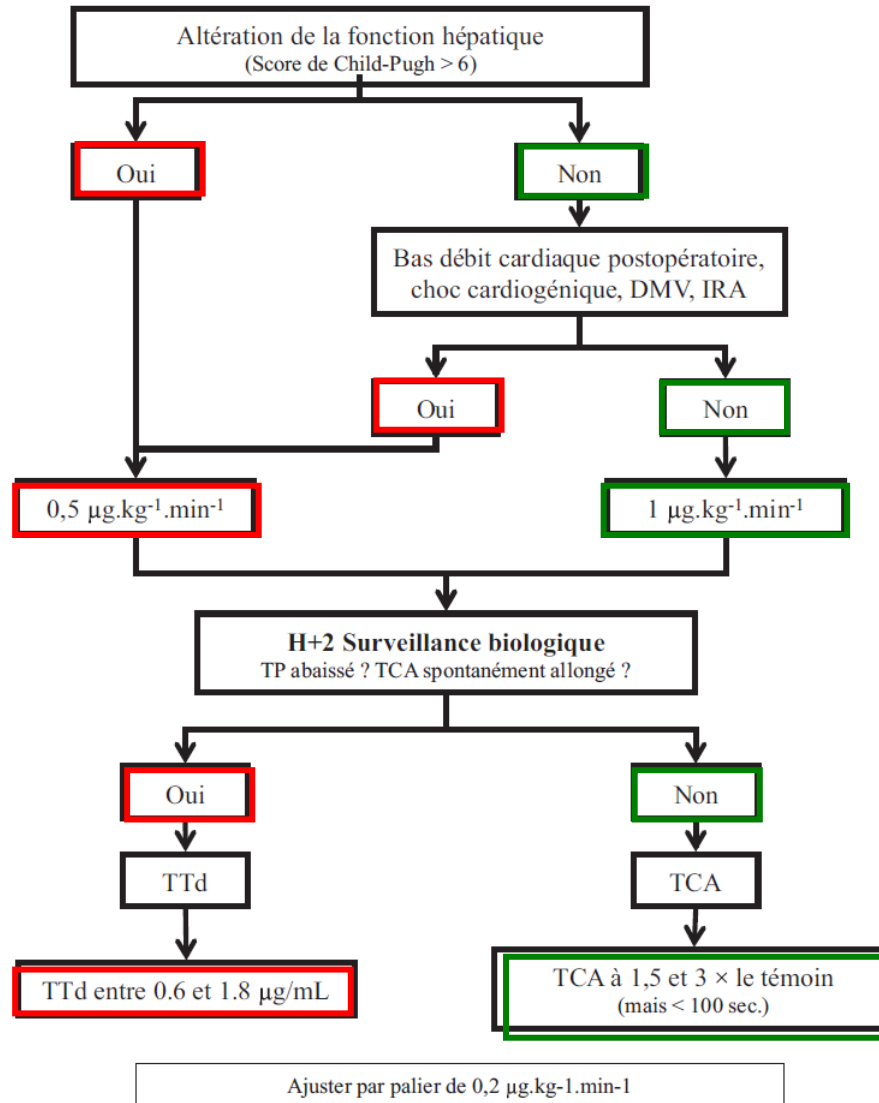 Altération de la fonction hépatique
(Score de Child-Pugh > 6)
Oui
Non
Bas débit cardiaque postopératoire,
choc cardiogénique, DMV, IRA
Oui
Non
0,5 µg.kg⁻¹.min⁻¹
1 µg.kg⁻¹.min⁻¹
H+2 Surveillance biologique
TP abaissé ? TCA spontanément allongé ?
Oui
Non
TTd
TCA
TTd entre 0.6 et 1.8 µg/mL
TCA à 1,5 et 3 × le témoin
(mais < 100 sec.)
Ajuster par palier de 0,2 µg.kg-1.min-1